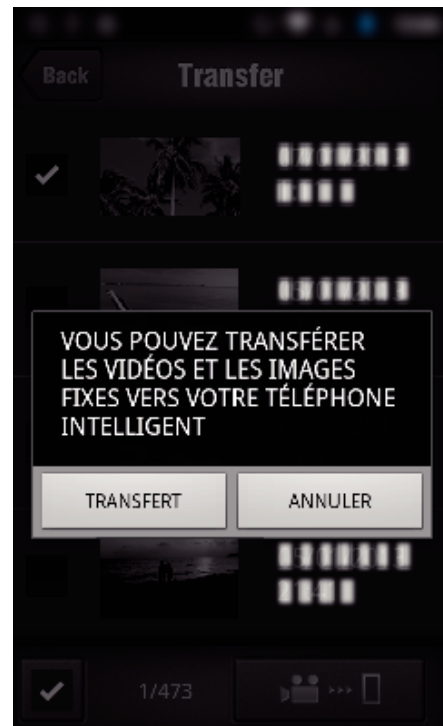 Back
Transfer
VOUS POUVEZ TRANSFÉRER
LES VIDÉOS ET LES IMAGES
FIXES VERS VOTRE TÉLÉPHONE
INTELLIGENT
TRANSFERT
ANNULER
1/473